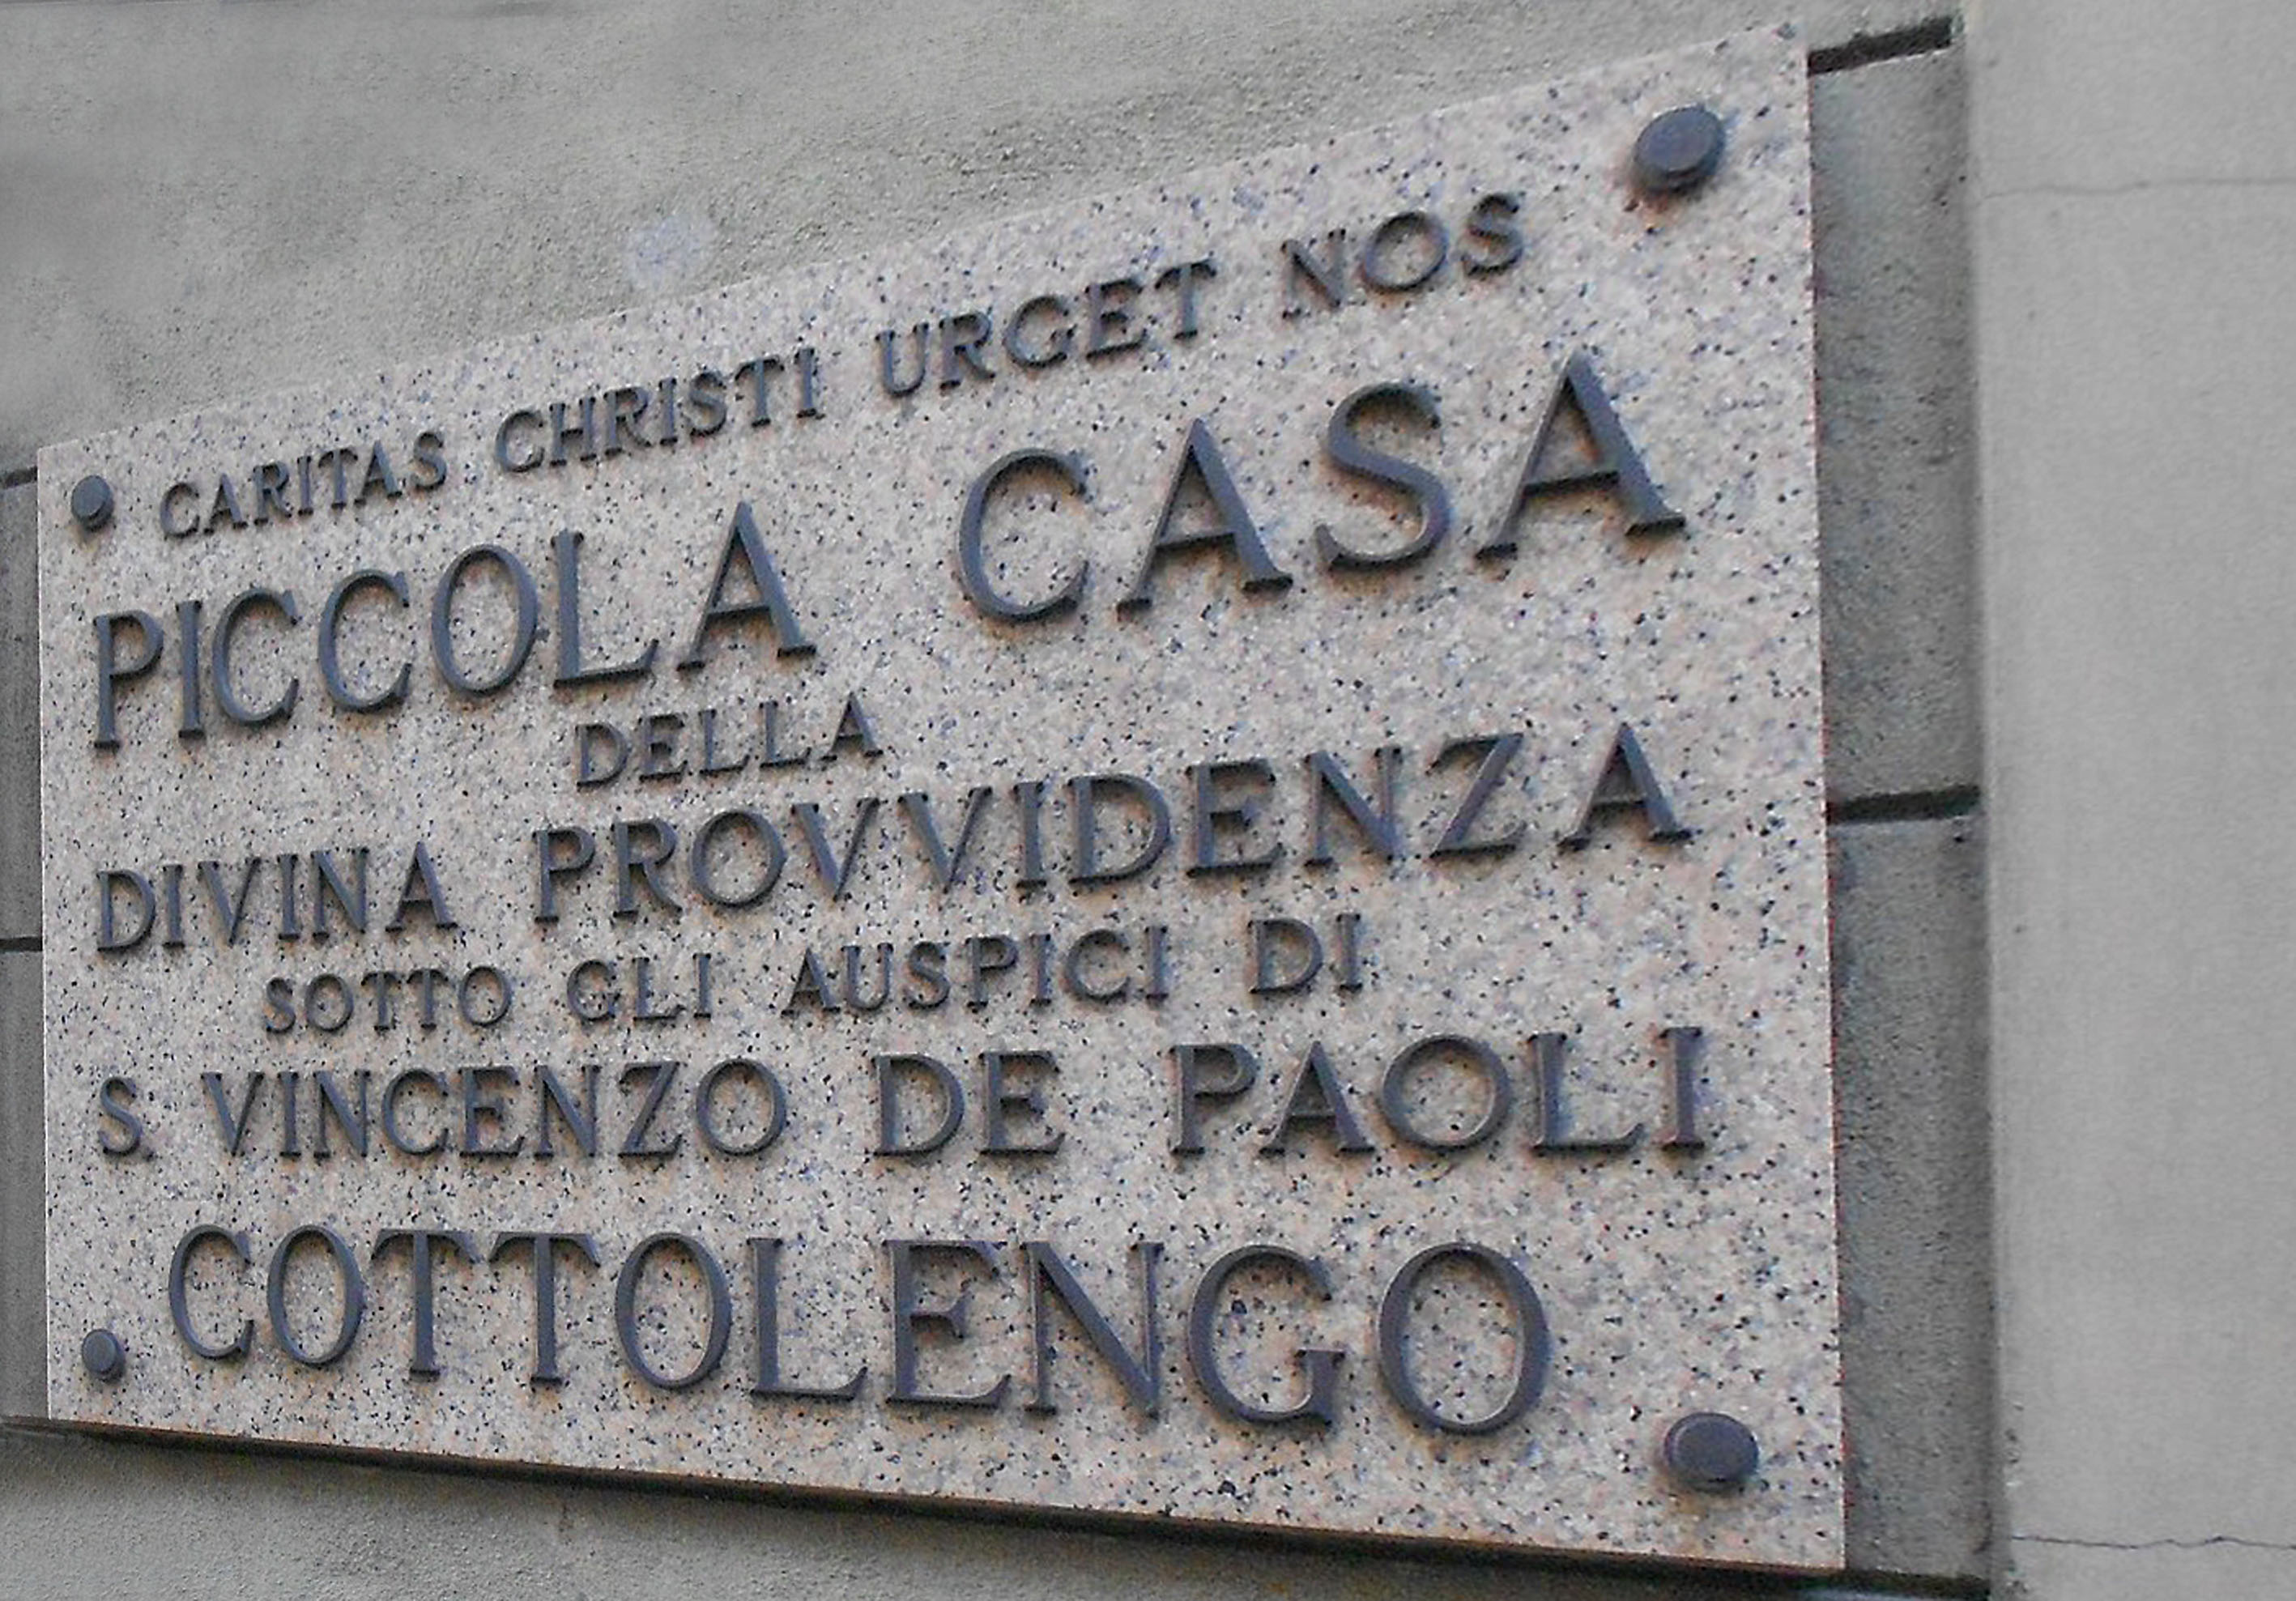 CARITAS CHRISTI URGET NOS
PICCOLA CASA
DELLA
DIVINA PROVVIDENZA
SOTTO GLI AUSPICI DI
S. VINCENZO DE PAOLI
COTTOLENGO